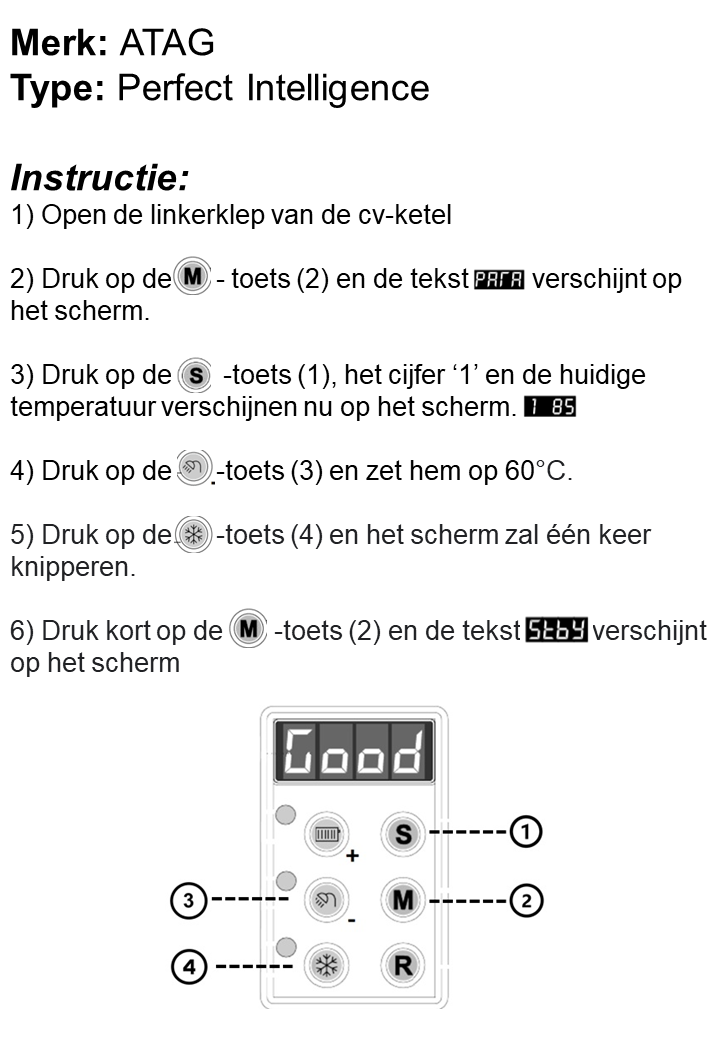 Merk: ATAG
Type: Perfect Intelligence
Instructie:
1) Open de linkerklep van de cv-ketel
2) Druk op de M - toets (2) en de tekst PArA verschijnt op
het scherm.
3) Druk op de S -toets (1), het cijfer ‘1’ en de huidige
temperatuur verschijnen nu op het scherm. 1 85
4) Druk op de -toets (3) en zet hem op 60°C.
5) Druk op de -toets (4) en het scherm zal één keer
knipperen.
6) Druk kort op de M -toets (2) en de tekst Stby verschijnt
op het scherm
Good
S 1
+
3 M 2
-
4 R